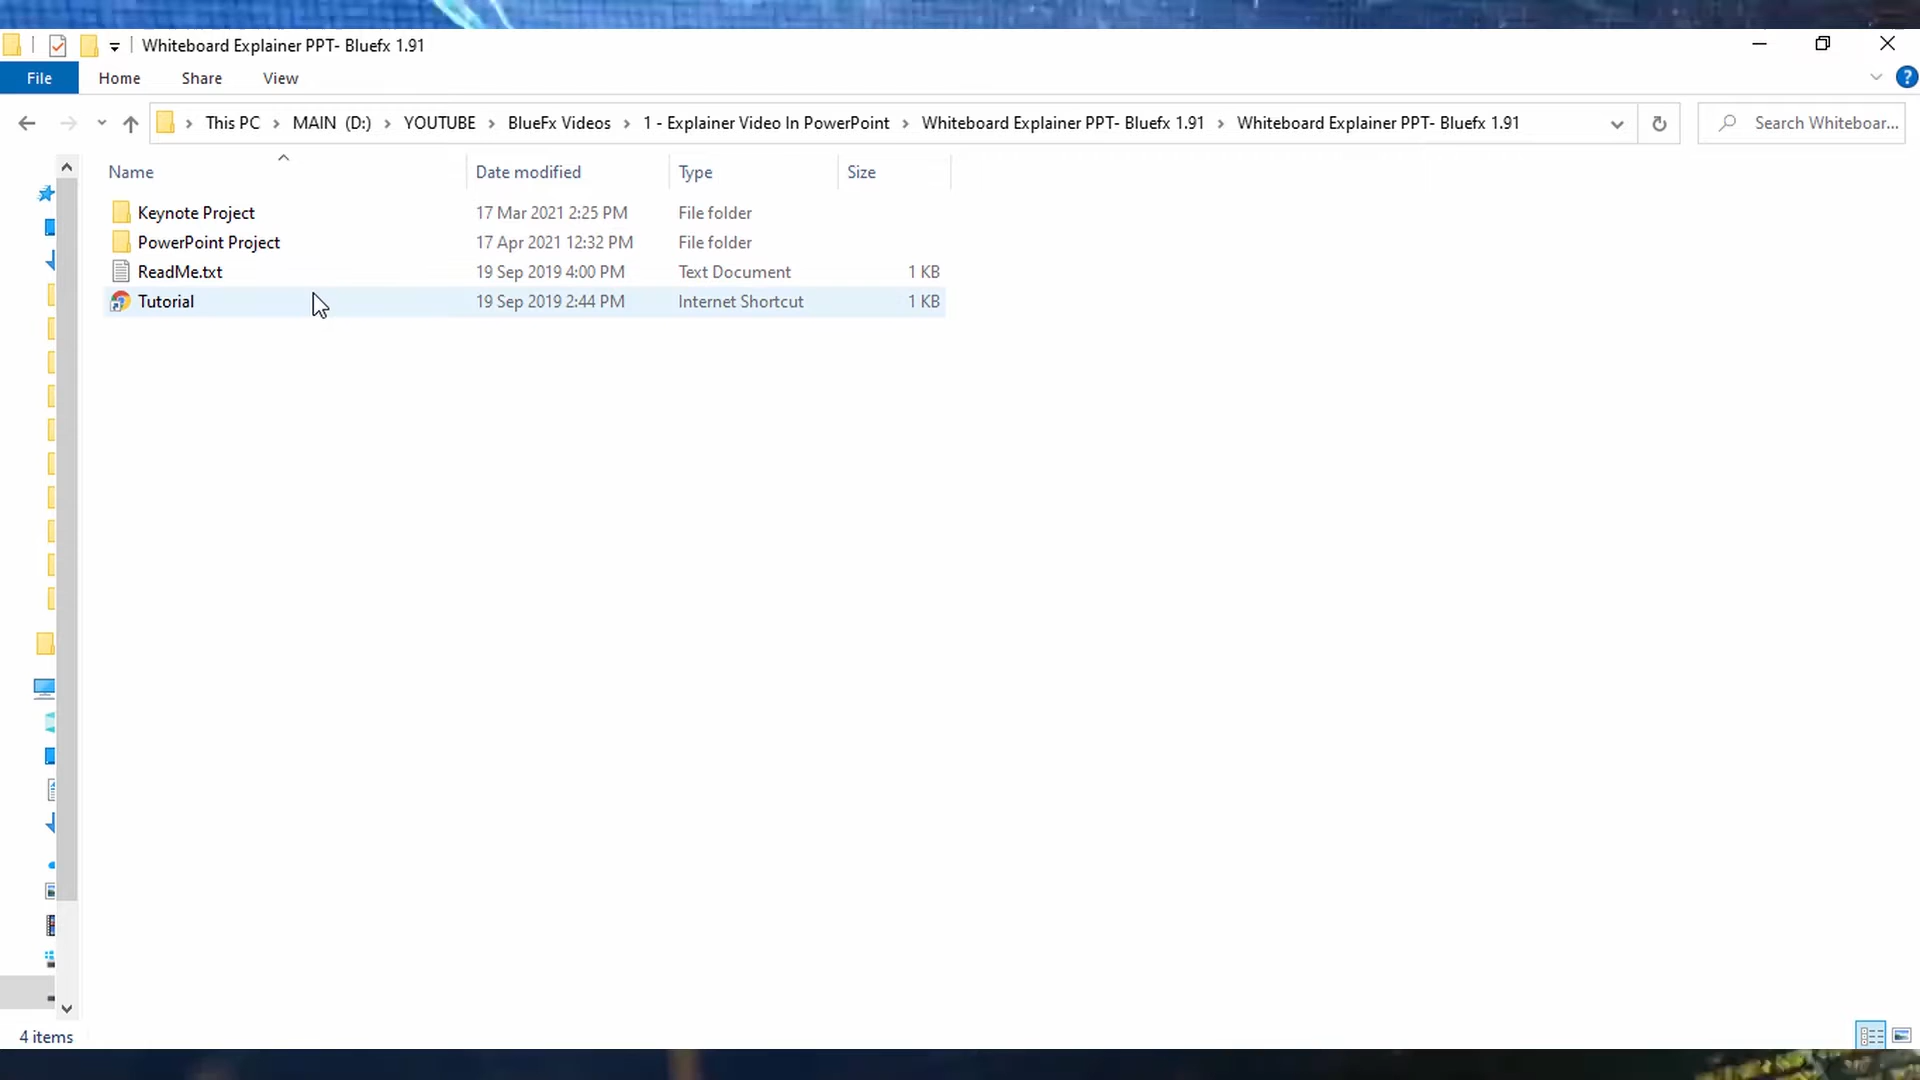 Whiteboard Explainer PPT- Bluefx 1.91
File Home Share View ?
This PC MAIN (D:) YOUTUBE BlueFx Videos 1 - Explainer Video In PowerPoint Whiteboard Explainer PPT- Bluefx 1.91 Whiteboard Explainer PPT- Bluefx 1.91 Search Whiteboar...
Name Date modified Type Size
Keynote Project 17 Mar 2021 2:25 PM File folder
PowerPoint Project 17 Apr 2021 12:32 PM File folder
ReadMe.txt 19 Sep 2019 4:00 PM Text Document 1 KB
Tutorial 19 Sep 2019 2:44 PM Internet Shortcut 1 KB
4 items